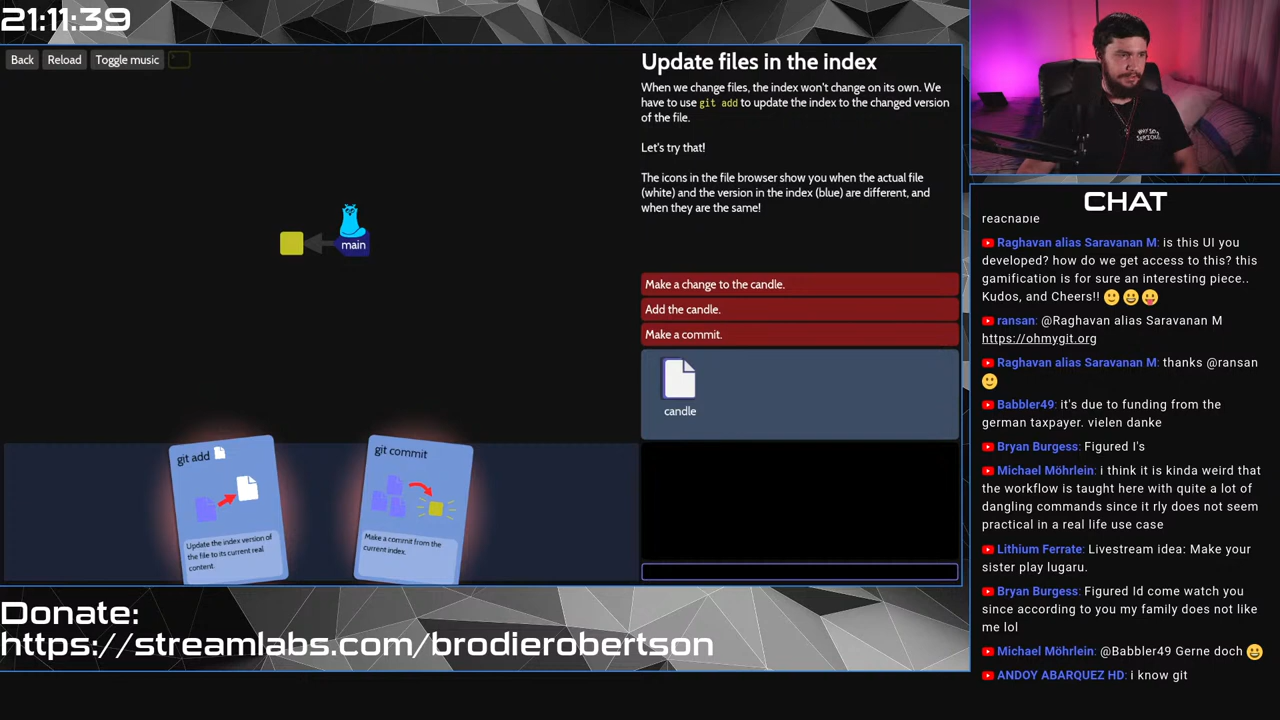 21:11:39
Back
Reload
Toggle music
main
git add
Update the index version of
the file to its current real
content.
git commit
Make a commit from the
current index.
Update files in the index
When we change files, the index won't change on its own. We
have to use git add to update the index to the changed version
of the file.
Let's try that!
The icons in the file browser show you when the actual file
(white) and the version in the index (blue) are different, and
when they are the same!
Make a change to the candle.
Add the candle.
Make a commit.
candle
Donate:
https://streamlabs.com/brodierobertson
WHY SO
SERIOUS
CHAT
reachable
Raghavan alias Saravanan M: is this UI you
developed? how do we get access to this? this
gamification is for sure an interesting piece..
Kudos, and Cheers!! 🙂😃😛
ransan: @Raghavan alias Saravanan M
https://ohmygit.org
Raghavan alias Saravanan M: thanks @ransan
🙂
Babbler49: it's due to funding from the
german taxpayer. vielen danke
Bryan Burgess: Figured I's
Michael Möhrlein: i think it is kinda weird that
the workflow is taught here with quite a lot of
dangling commands since it rly does not seem
practical in a real life use case
Lithium Ferrate: Livestream idea: Make your
sister play lugaru.
Bryan Burgess: Figured Id come watch you
since according to you my family does not like
me lol
Michael Möhrlein: @Babbler49 Gerne doch 😃
ANDOY ABARQUEZ HD: i know git